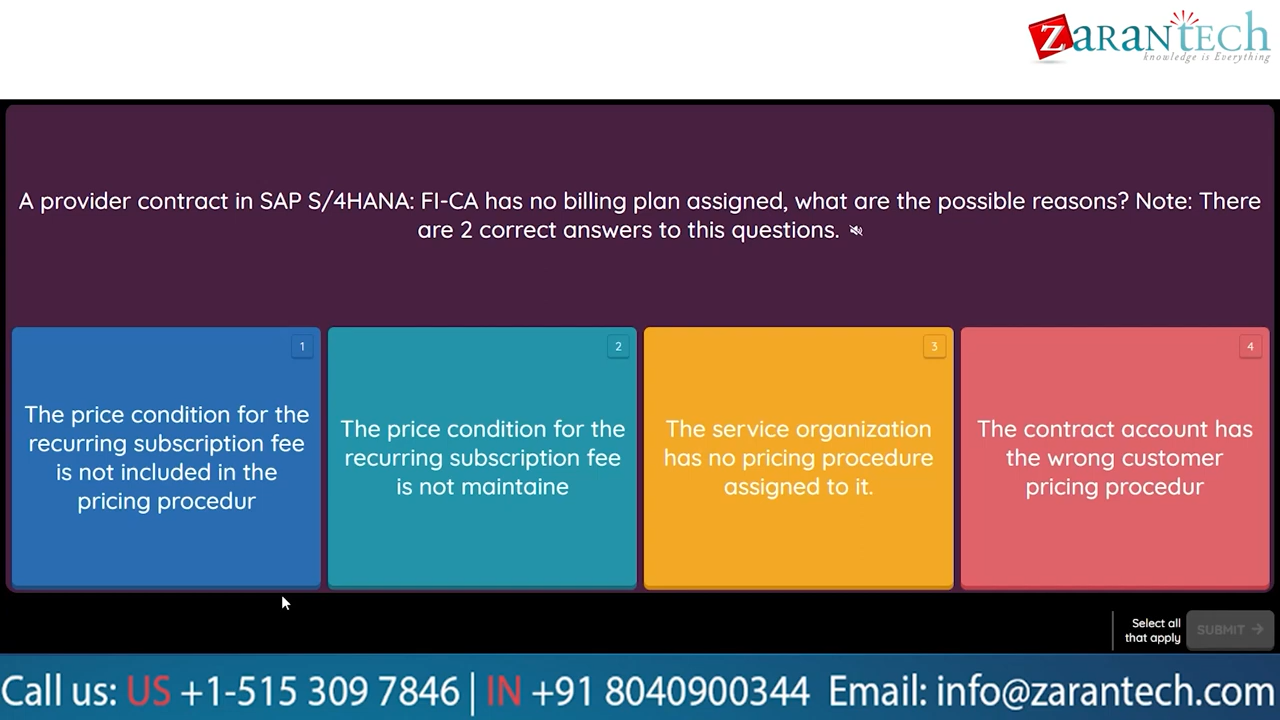 ZARANTECH
knowledge is Everything
A provider contract in SAP S/4HANA: FI-CA has no billing plan assigned, what are the possible reasons? Note: There
are 2 correct answers to this questions.
1
The price condition for the
recurring subscription fee
is not included in the
pricing procedur
2
The price condition for the
recurring subscription fee
is not maintaine
3
The service organization
has no pricing procedure
assigned to it.
4
The contract account has
the wrong customer
pricing procedur
Select all
that apply
SUBMIT →
Call us: US +1-515 309 7846 | IN +91 8040900344 Email: info@zarantech.com